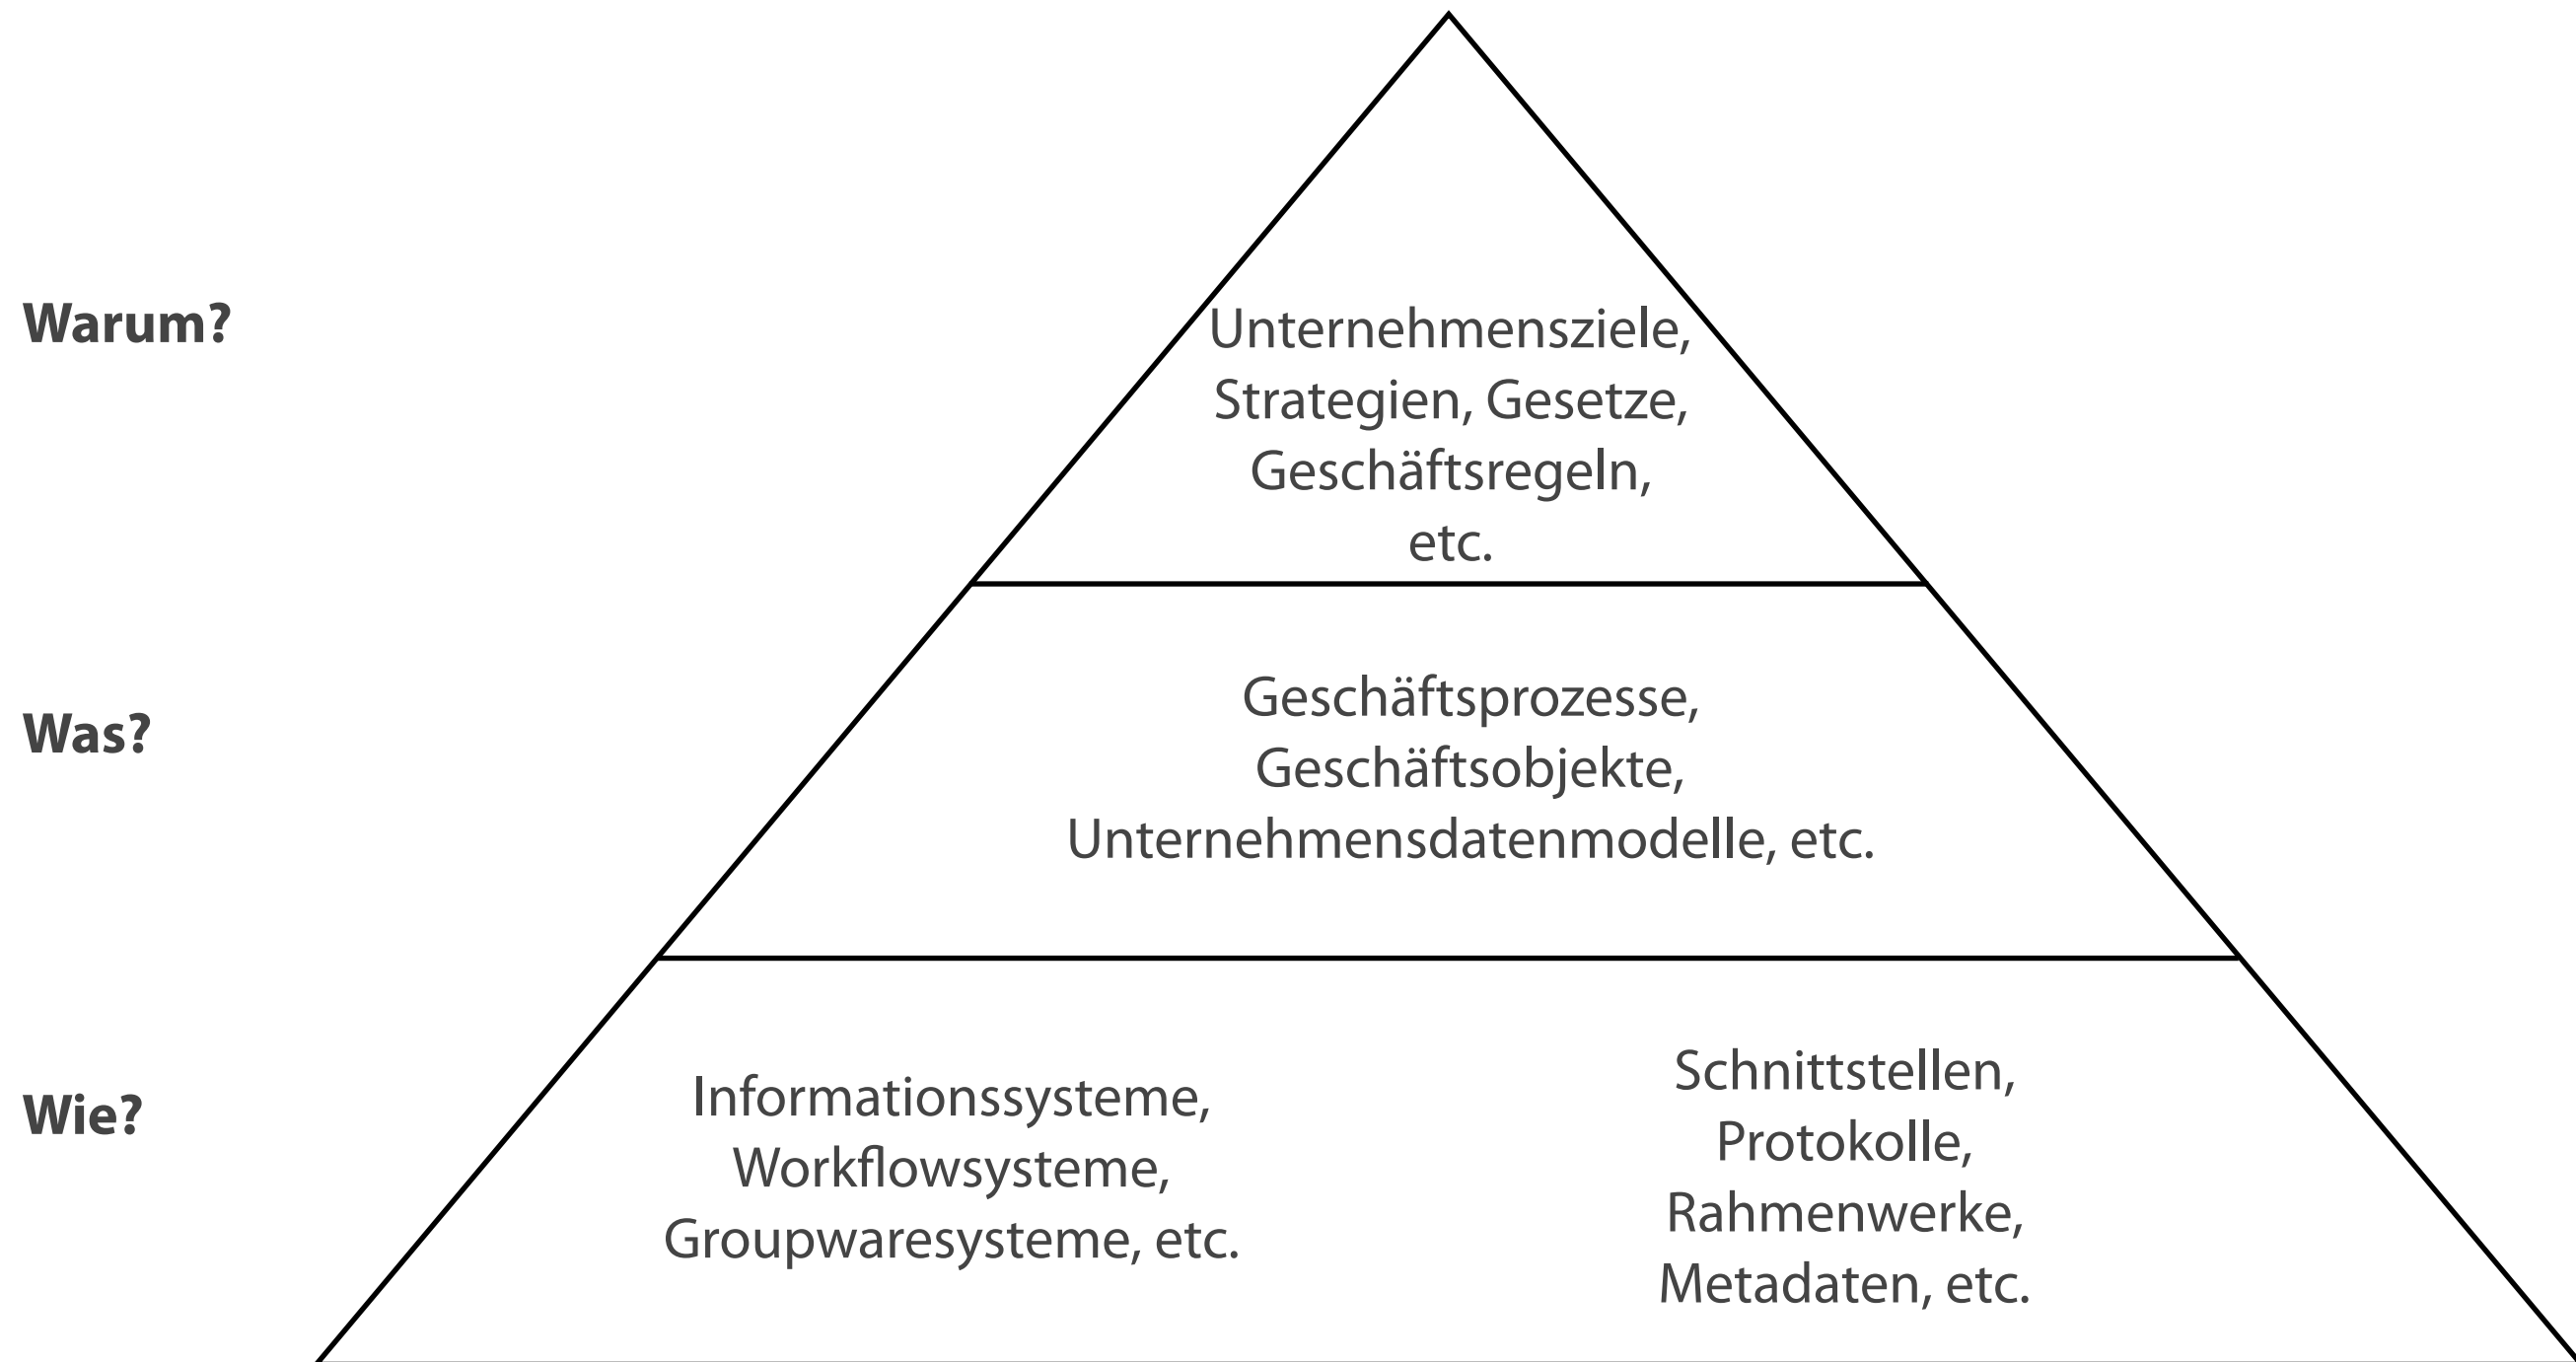 Warum?
Unternehmensziele,
Strategien, Gesetze,
Geschäftsregeln,
etc.
Was?
Geschäftsprozesse,
Geschäftsobjekte,
Unternehmensdatenmodelle, etc.
Wie?
Informationssysteme,
Workflowsysteme,
Groupwaresysteme, etc.
Schnittstellen,
Protokolle,
Rahmenwerke,
Metadaten, etc.